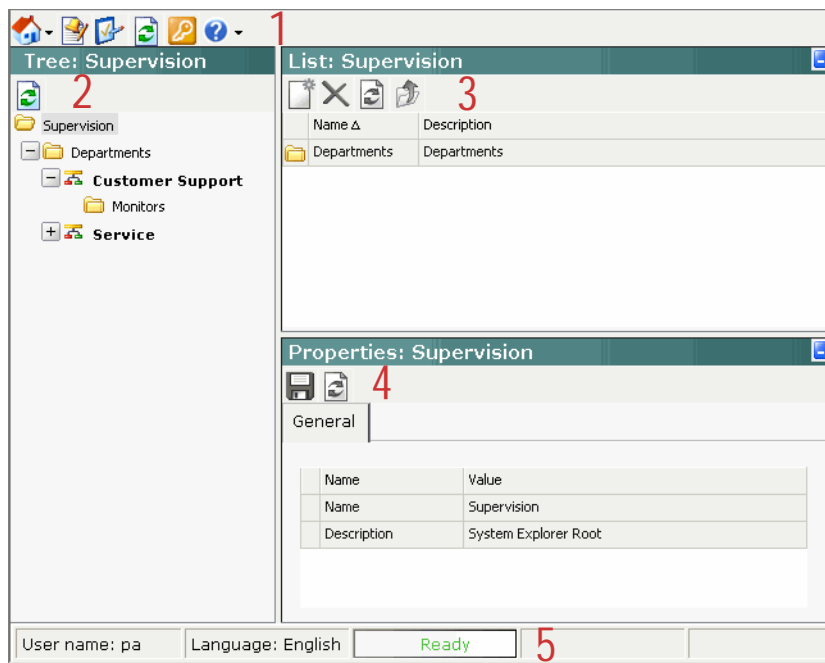 1
Tree: Supervision
2
Supervision
Departments
Customer Support
Monitors
Service
List: Supervision
3
Name Description
Departments Departments
Properties: Supervision
4
General
Name Value
Name Supervision
Description System Explorer Root
User name: pa Language: English Ready 5